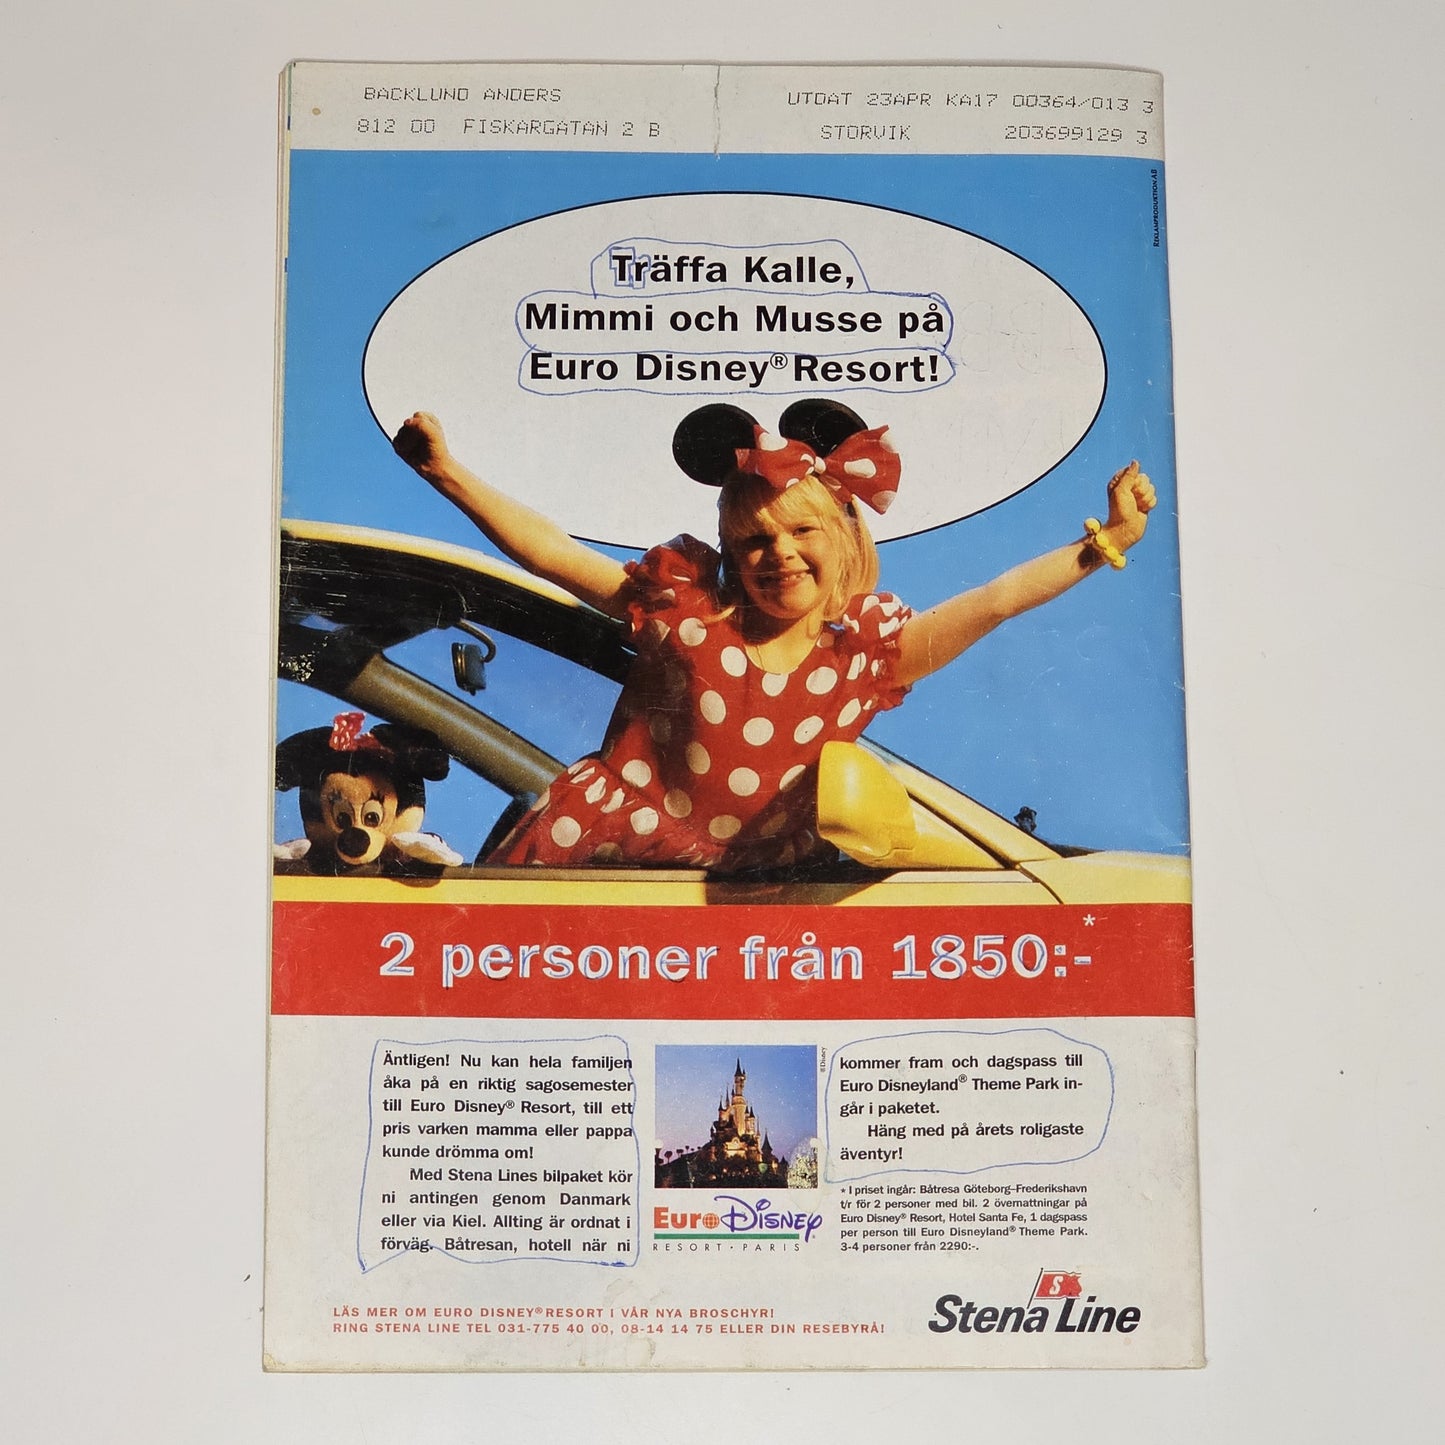 BACKLUND ANDERS
UTDAT 23APR KA17 00364/013 3
812 00 FISKARGATAN 2 B
STORVIK 203699129 3
REKLAMPRODUKTION AB
Träffa Kalle,
Mimmi och Musse på
Euro Disney® Resort!
2 personer från 1850:-*
Äntligen! Nu kan hela familjen
åka på en riktig sagosemester
till Euro Disney® Resort, till ett
pris varken mamma eller pappa
kunde drömma om!
Med Stena Lines bilpaket kör
ni antingen genom Danmark
eller via Kiel. Allting är ordnat i
förväg. Båtresan, hotell när ni
©Disney
EURO DISNEY®
RESORT · PARIS
kommer fram och dagspass till
Euro Disneyland® Theme Park in-
går i paketet.
Häng med på årets roligaste
äventyr!
* I priset ingår: Båtresa Göteborg–Frederikshavn
t/r för 2 personer med bil. 2 övernattningar på
Euro Disney® Resort, Hotel Santa Fe, 1 dagspass
per person till Euro Disneyland® Theme Park.
3-4 personer från 2290:-.
LÄS MER OM EURO DISNEY® RESORT I VÅR NYA BROSCHYR!
RING STENA LINE TEL 031-775 40 00, 08-14 14 75 ELLER DIN RESEBYRÅ!
S
Stena Line